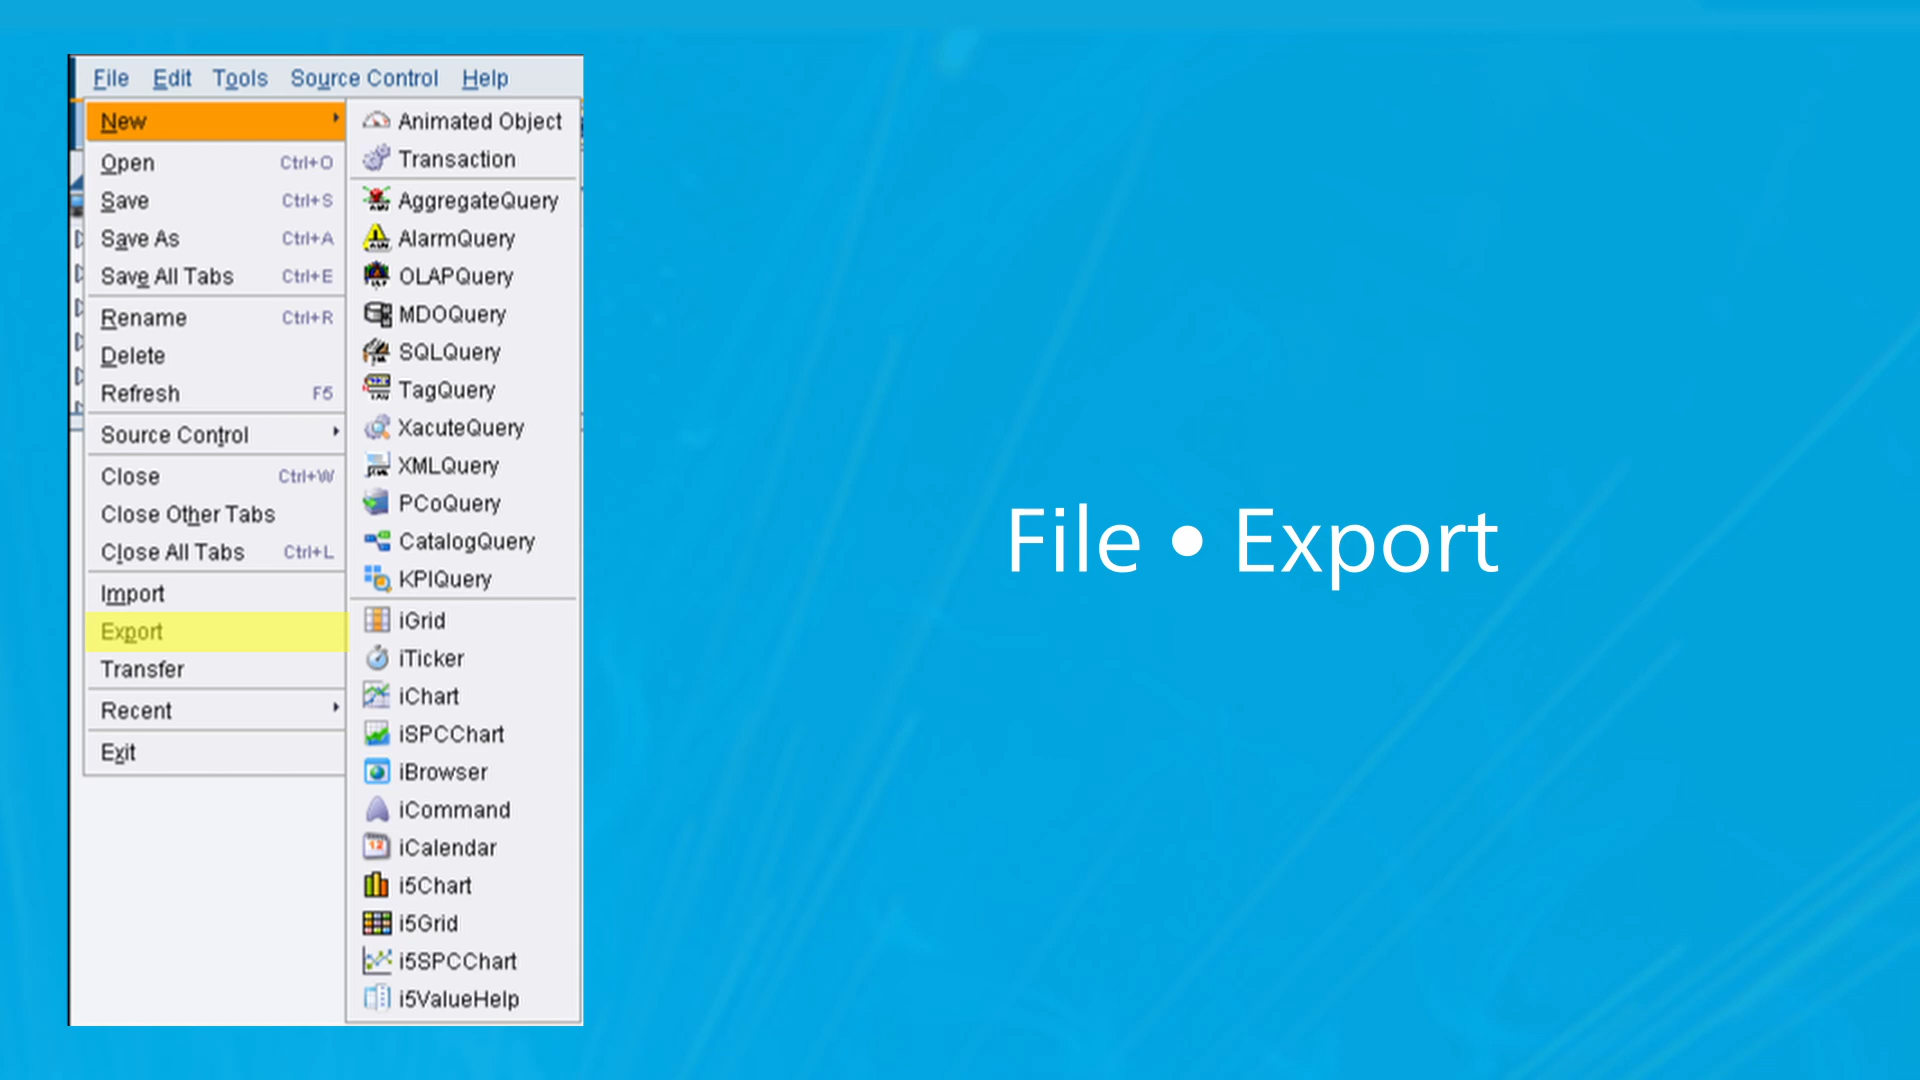 File Edit Tools Source Control Help
New
Open Ctrl+O
Save Ctrl+S
Save As Ctrl+A
Save All Tabs Ctrl+E
Rename Ctrl+R
Delete
Refresh F5
Source Control
Close Ctrl+W
Close Other Tabs
Close All Tabs Ctrl+L
Import
Export
Transfer
Recent
Exit
Animated Object
Transaction
AggregateQuery
AlarmQuery
OLAPQuery
MDOQuery
SQLQuery
TagQuery
XacuteQuery
XMLQuery
PCoQuery
CatalogQuery
KPIQuery
iGrid
iTicker
iChart
iSPCChart
iBrowser
iCommand
iCalendar
i5Chart
i5Grid
i5SPCChart
i5ValueHelp
File • Export